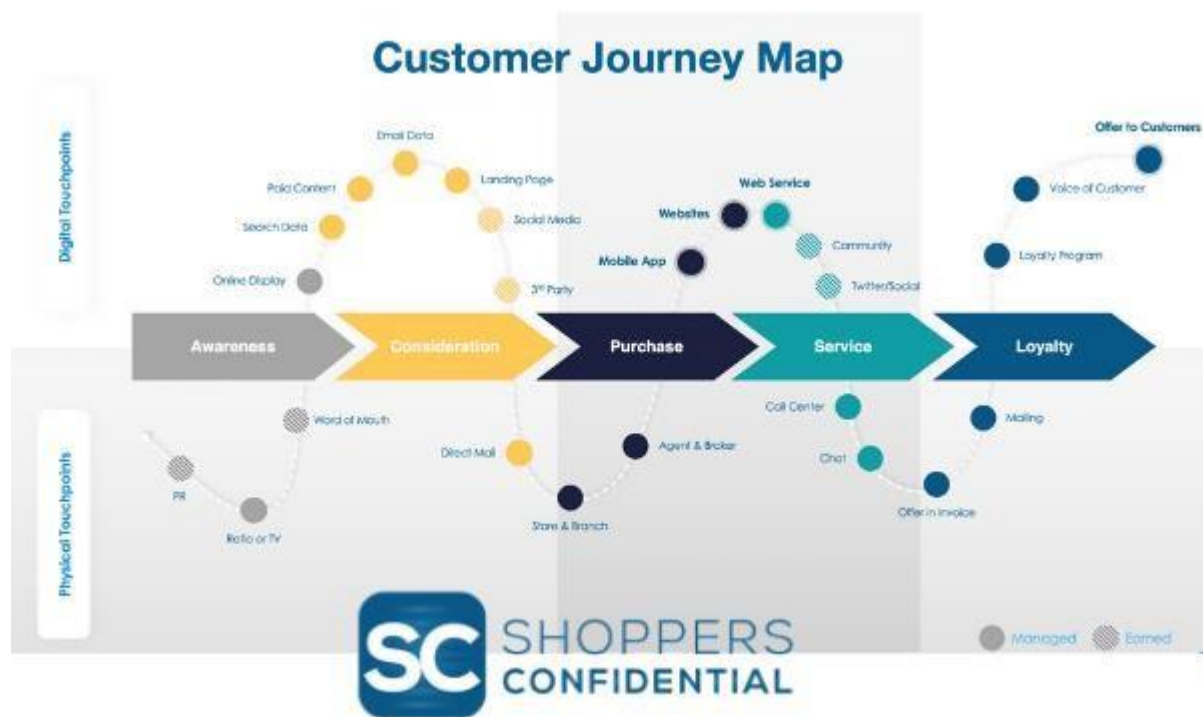 Customer Journey Map
Digital Touchpoints
Email Data
Paid Content
Landing Page
Search Data
Social Media
Online Display
3rd Party
Web Service
Websites
Mobile App
Community
Twitter/Social
Offer to Customers
Voice of Customer
Loyalty Program
Awareness
Consideration
Purchase
Service
Loyalty
Physical Touchpoints
Word of Mouth
PR
Ratio or TV
Direct Mail
Store & Branch
Agent & Broker
Call Center
Chat
Offer in Invoice
Mailing
Managed
Earned
SC
SHOPPERS
CONFIDENTIAL